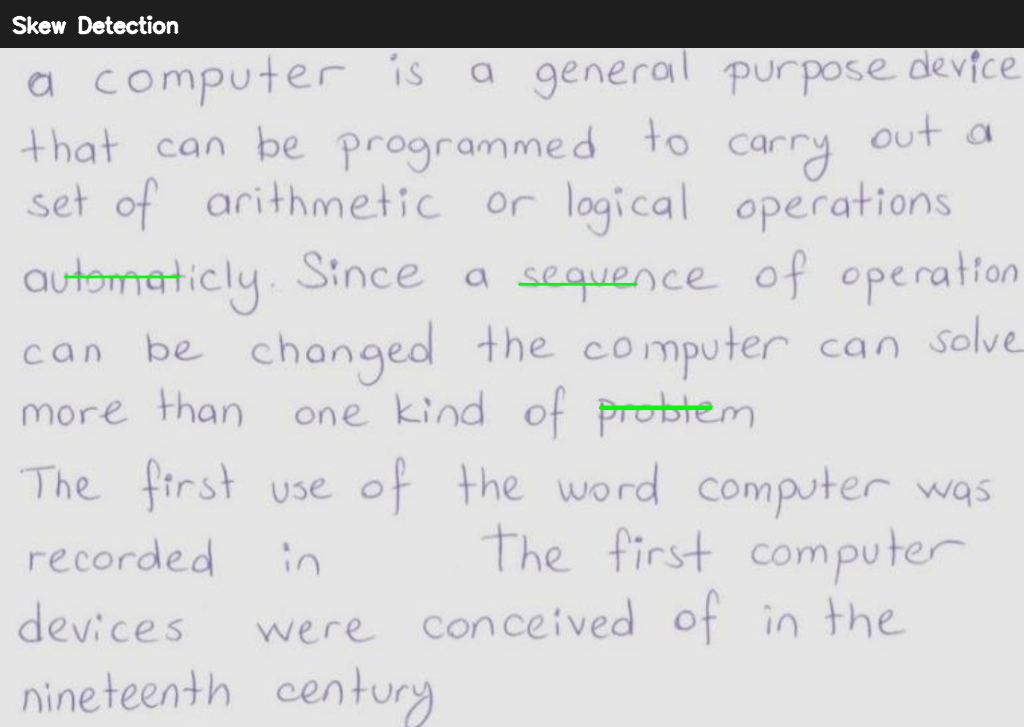 Skew Detection
a computer is a general purpose device
that can be programmed to carry out a
set of arithmetic or logical operations
automaticly. Since a sequence of operation
can be changed the computer can solve
more than one kind of problem
The first use of the word computer was
recorded in The first computer
devices were conceived of in the
nineteenth century